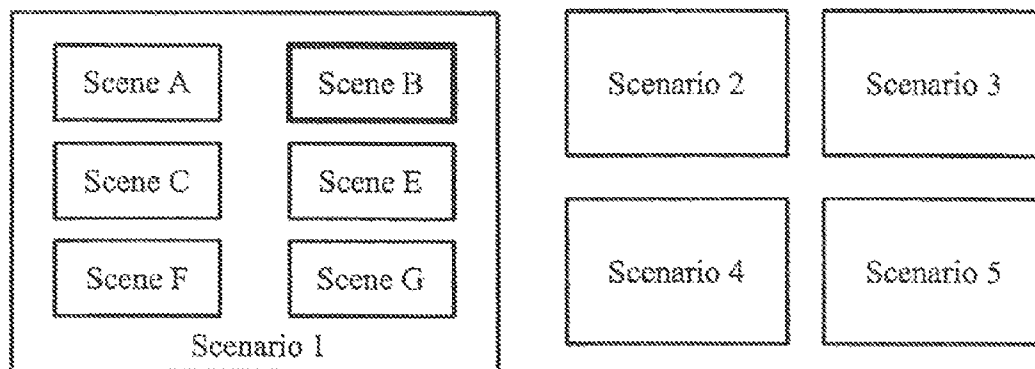 Scene A
Scene B
Scene C
Scene E
Scene F
Scene G
Scenario 1
Scenario 2
Scenario 3
Scenario 4
Scenario 5